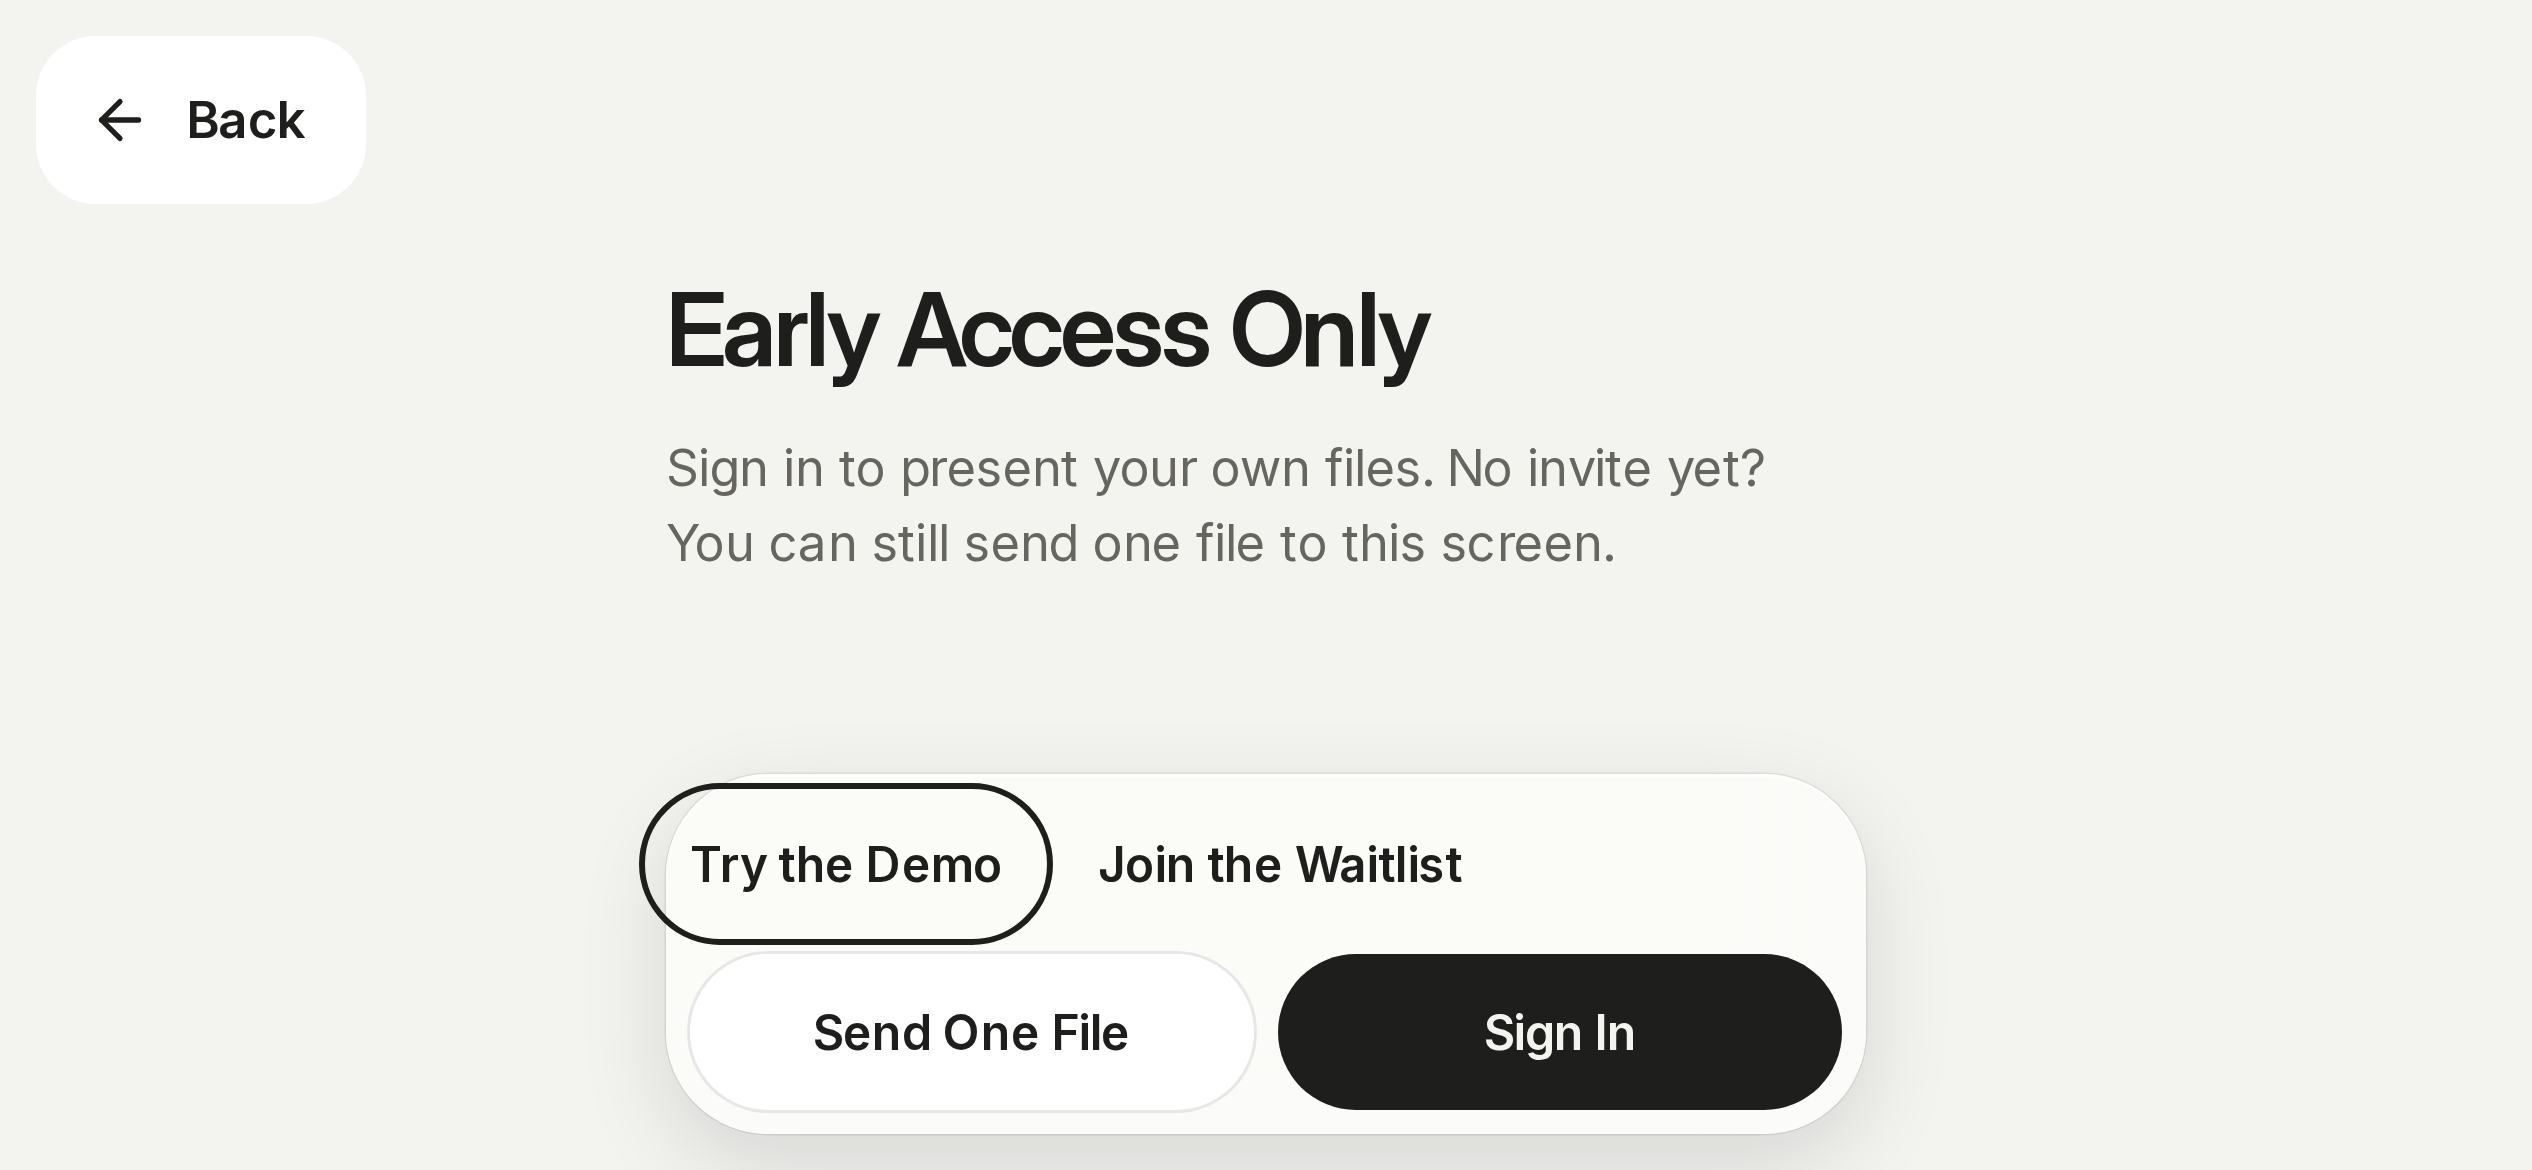 Back
Early Access Only
Sign in to present your own files. No invite yet?
You can still send one file to this screen.
Try the Demo
Join the Waitlist
Send One File
Sign In